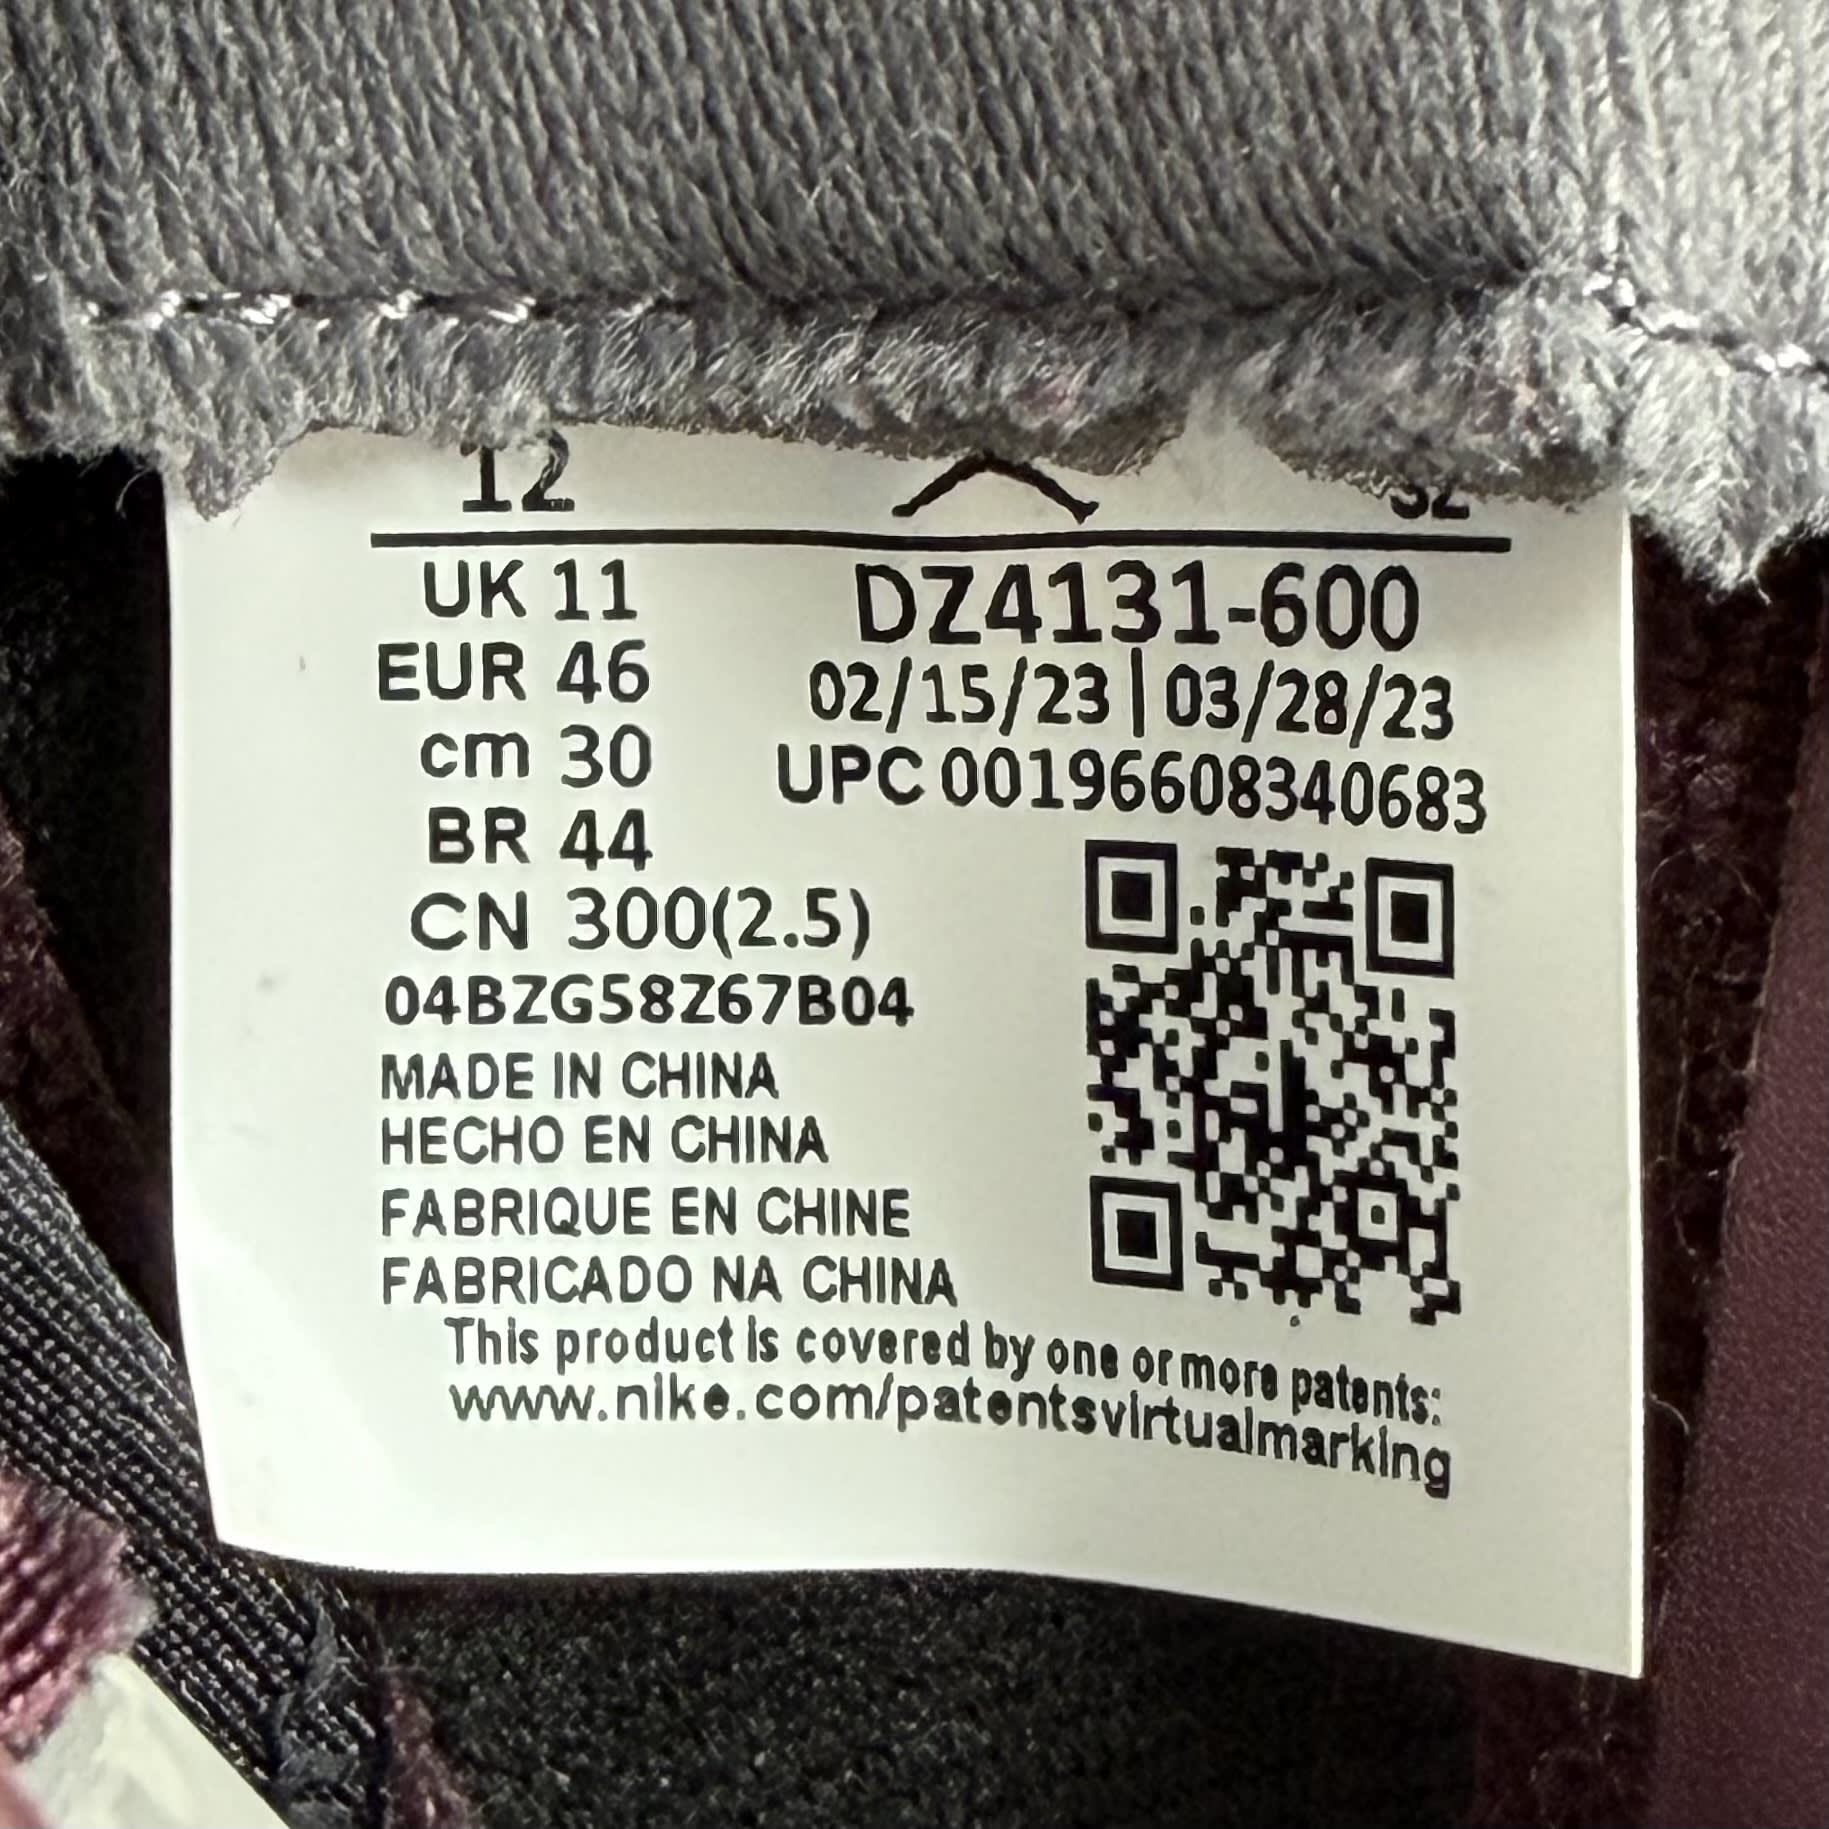 12
UK 11
EUR 46
cm 30
BR 44
CN 300(2.5)
04BZG58Z67B04
DZ4131-600
02/15/23 | 03/28/23
UPC 00196608340683
MADE IN CHINA
HECHO EN CHINA
FABRIQUE EN CHINE
FABRICADO NA CHINA
This product is covered by one or more patents:
www.nike.com/patentsvirtualmarking